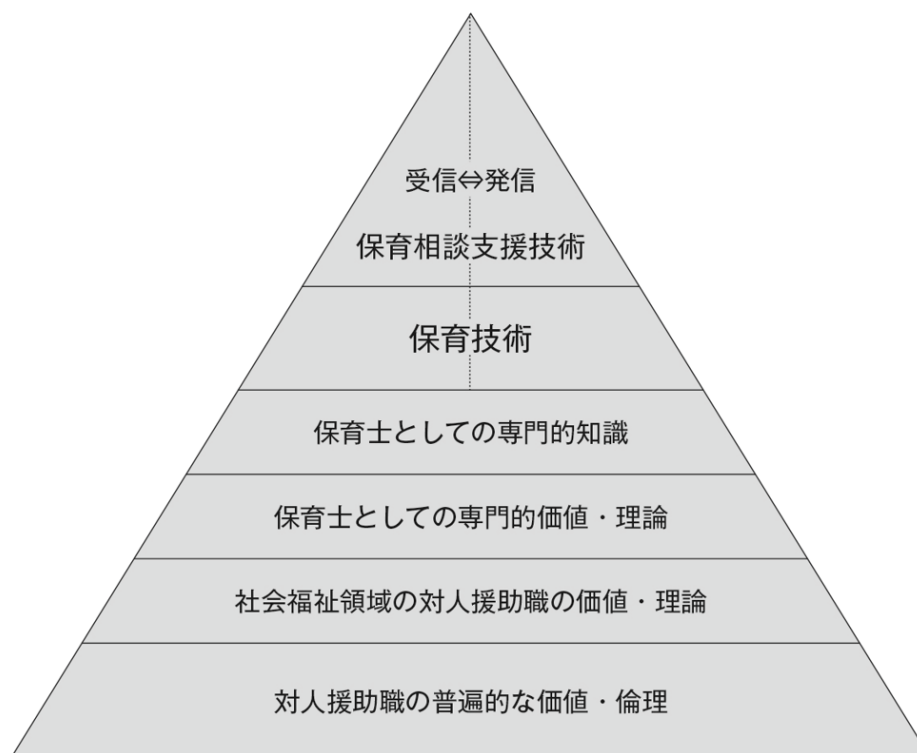 受信⇔発信
保育相談支援技術
保育技術
保育士としての専門的知識
保育士としての専門的価値・理論
社会福祉領域の対人援助職の価値・理論
対人援助職の普遍的な価値・倫理